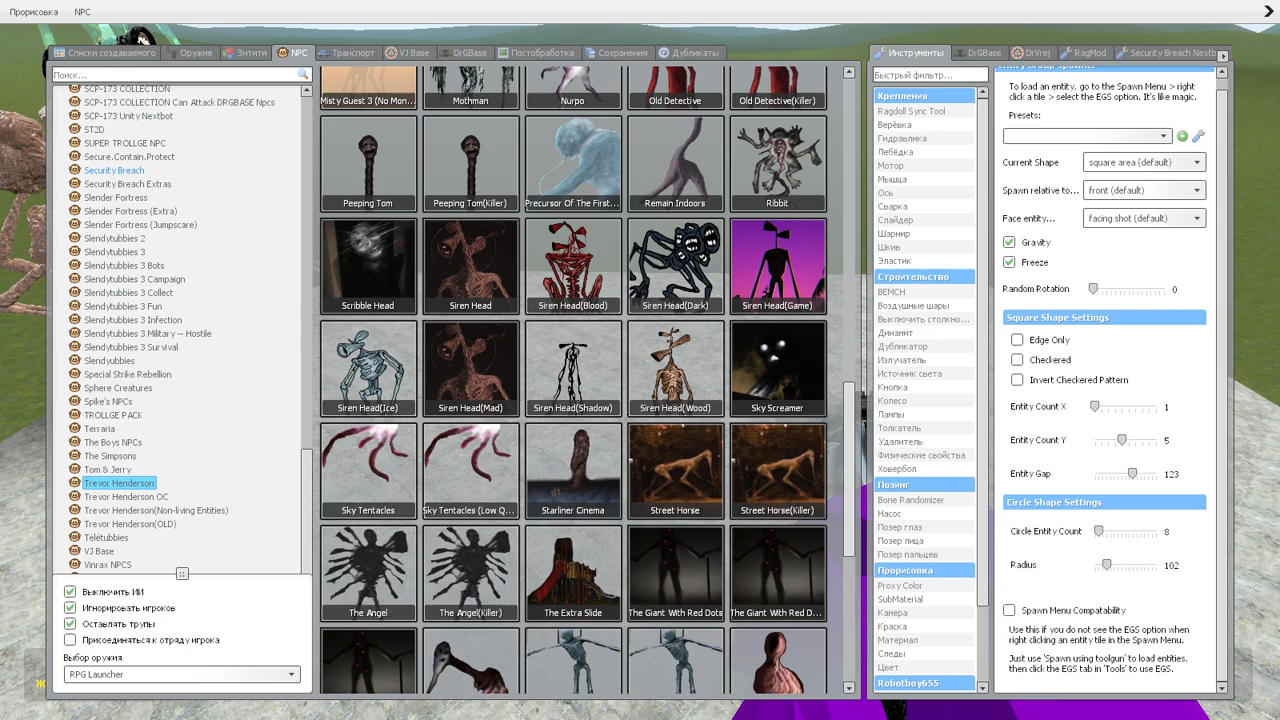 Прорисовка NPC
Списки создаваемого Оружие Энтити NPC Транспорт VJ Base DrGBase Постобработка Сохранения Дубликаты
Поиск...
SCP-173 COLLECTION
SCP-173 COLLECTION Can Attack DRGBASE Npcs
SCP-173 Unity Nextbot
ST2D
SUPER TROLLGE NPC
Secure.Contain.Protect
Security Breach
Security Breach Extras
Slender Fortress
Slender Fortress (Extra)
Slender Fortress (Jumpscare)
Slendytubbies 2
Slendytubbies 3
Slendytubbies 3 Bots
Slendytubbies 3 Campaign
Slendytubbies 3 Collect
Slendytubbies 3 Fun
Slendytubbies 3 Infection
Slendytubbies 3 Military -- Hostile
Slendytubbies 3 Survival
Slendyubbies
Special Strike Rebellion
Sphere Creatures
Spike's NPCs
TROLLGE PACK
Terraria
The Boys NPCs
The Simpsons
Tom & Jerry
Trevor Henderson
Trevor Henderson OC
Trevor Henderson(Non-living Entities)
Trevor Henderson(OLD)
Télétubbies
VJ Base
Vinrax NPCS
Выключить ИИ
Игнорировать игроков
Оставлять трупы
Присоединяться к отряду игрока
Выбор оружия
RPG Launcher
Misty Guest 3 (No Mon... Mothman Nurpo Old Detective Old Detective(Killer)
Peeping Tom Peeping Tom(Killer) Precursor Of The First... Remain Indoors Ribbit
Scribble Head Siren Head Siren Head(Blood) Siren Head(Dark) Siren Head(Game)
Siren Head(Ice) Siren Head(Mad) Siren Head(Shadow) Siren Head(Wood) Sky Screamer
Sky Tentacles Sky Tentacles (Low Q... Starliner Cinema Street Horse Street Horse(Killer)
The Angel The Angel(Killer) The Extra Slide The Giant With Red Dots The Giant With Red D...
Инструменты DrGBase DrVrej RagMod Security Breach Nextb
Быстрый фильтр...
Крепления
Ragdoll Sync Tool
Верёвка
Гидравлика
Лебёдка
Мотор
Мышца
Ось
Сварка
Слайдер
Шарнир
Шкив
Эластик
Строительство
ВЕМСН
Воздушные шары
Выключить столкно...
Динамит
Дубликатор
Излучатель
Источник света
Кнопка
Колесо
Лампы
Толкатель
Удалитель
Физические свойства
Ховербол
Позинг
Bone Randomizer
Насос
Позер глаз
Позер лица
Позер пальцев
Прорисовка
Proxy Color
SubMaterial
Камера
Краска
Материал
Следы
Цвет
Robotboy655
Entity Group Spawner
To load an entity, go to the Spawn Menu > right
click a tile > select the EGS option. It's like magic.
Presets:
Current Shape square area (default)
Spawn relative to... front (default)
Face entity... facing shot (default)
Gravity
Freeze
Random Rotation 0
Square Shape Settings
Edge Only
Checkered
Invert Checkered Pattern
Entity Count X 1
Entity Count Y 5
Entity Gap 123
Circle Shape Settings
Circle Entity Count 8
Radius 102
Spawn Menu Compatability
Use this if you do not see the EGS option when
right clicking an entity tile in the Spawn Menu.
Just use 'Spawn using toolgun' to load entities,
then click the EGS tab in 'Tools' to use EGS.